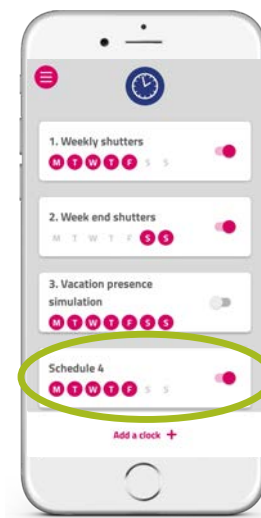 1. Weekly shutters
M T W T F S S
2. Week end shutters
M T W T F S S
3. Vacation presence
simulation
M T W T F S S
Schedule 4
M T W T F S S
Add a clock +